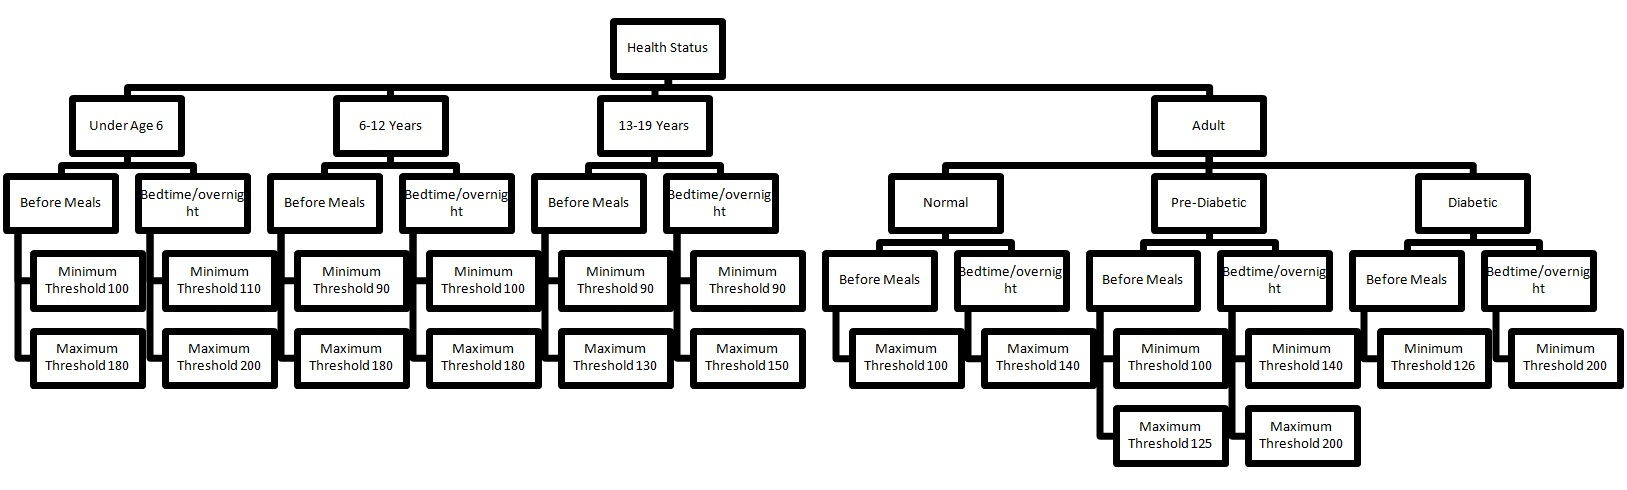 Health Status
Under Age 6
6-12 Years
13-19 Years
Adult
Before Meals
Bedtime/overnig
ht
Before Meals
Bedtime/overnig
ht
Before Meals
Bedtime/overnig
ht
Normal
Pre-Diabetic
Diabetic
Minimum
Threshold 100
Minimum
Threshold 110
Minimum
Threshold 90
Minimum
Threshold 100
Minimum
Threshold 90
Minimum
Threshold 90
Before Meals
Bedtime/overnig
ht
Before Meals
Bedtime/overnig
ht
Before Meals
Bedtime/overnig
ht
Maximum
Threshold 180
Maximum
Threshold 200
Maximum
Threshold 180
Maximum
Threshold 180
Maximum
Threshold 130
Maximum
Threshold 150
Maximum
Threshold 100
Maximum
Threshold 140
Minimum
Threshold 100
Minimum
Threshold 140
Minimum
Threshold 126
Minimum
Threshold 200
Maximum
Threshold 125
Maximum
Threshold 200